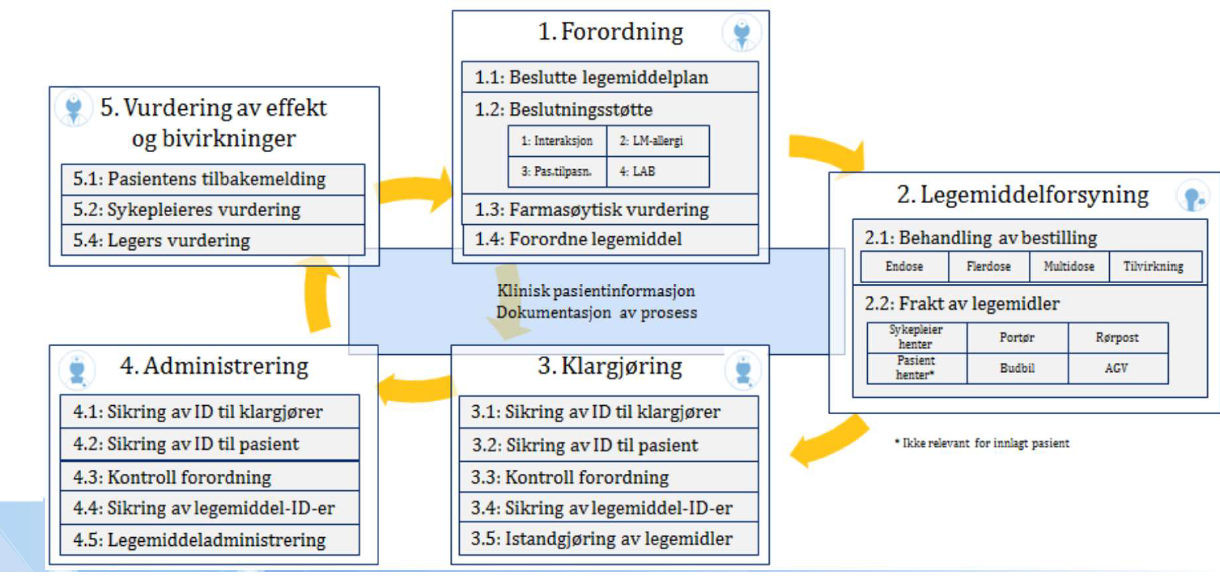 1. Forordning
1.1: Beslutte legemiddelplan
1.2: Beslutningsstøtte
1: Interaksjon
2: LM-allergi
3: Pas.tilpasn.
4: LAB
1.3: Farmasøytisk vurdering
1.4: Forordne legemiddel
2. Legemiddelforsyning
2.1: Behandling av bestilling
Endose
Flerdose
Multidose
Tilvirkning
2.2: Frakt av legemidler
Sykepleier
henter
Portør
Rørpost
Pasient
henter*
Budbil
AGV
* Ikke relevant for innlagt pasient
3. Klargjøring
3.1: Sikring av ID til klargjører
3.2: Sikring av ID til pasient
3.3: Kontroll forordning
3.4: Sikring av legemiddel-ID-er
3.5: Istandgjøring av legemidler
4. Administrering
4.1: Sikring av ID til klargjører
4.2: Sikring av ID til pasient
4.3: Kontroll forordning
4.4: Sikring av legemiddel-ID-er
4.5: Legemiddeladministrering
5. Vurdering av effekt
og bivirkninger
5.1: Pasientens tilbakemelding
5.2: Sykepleieres vurdering
5.4: Legers vurdering
Klinisk pasientinformasjon
Dokumentasjon av prosess